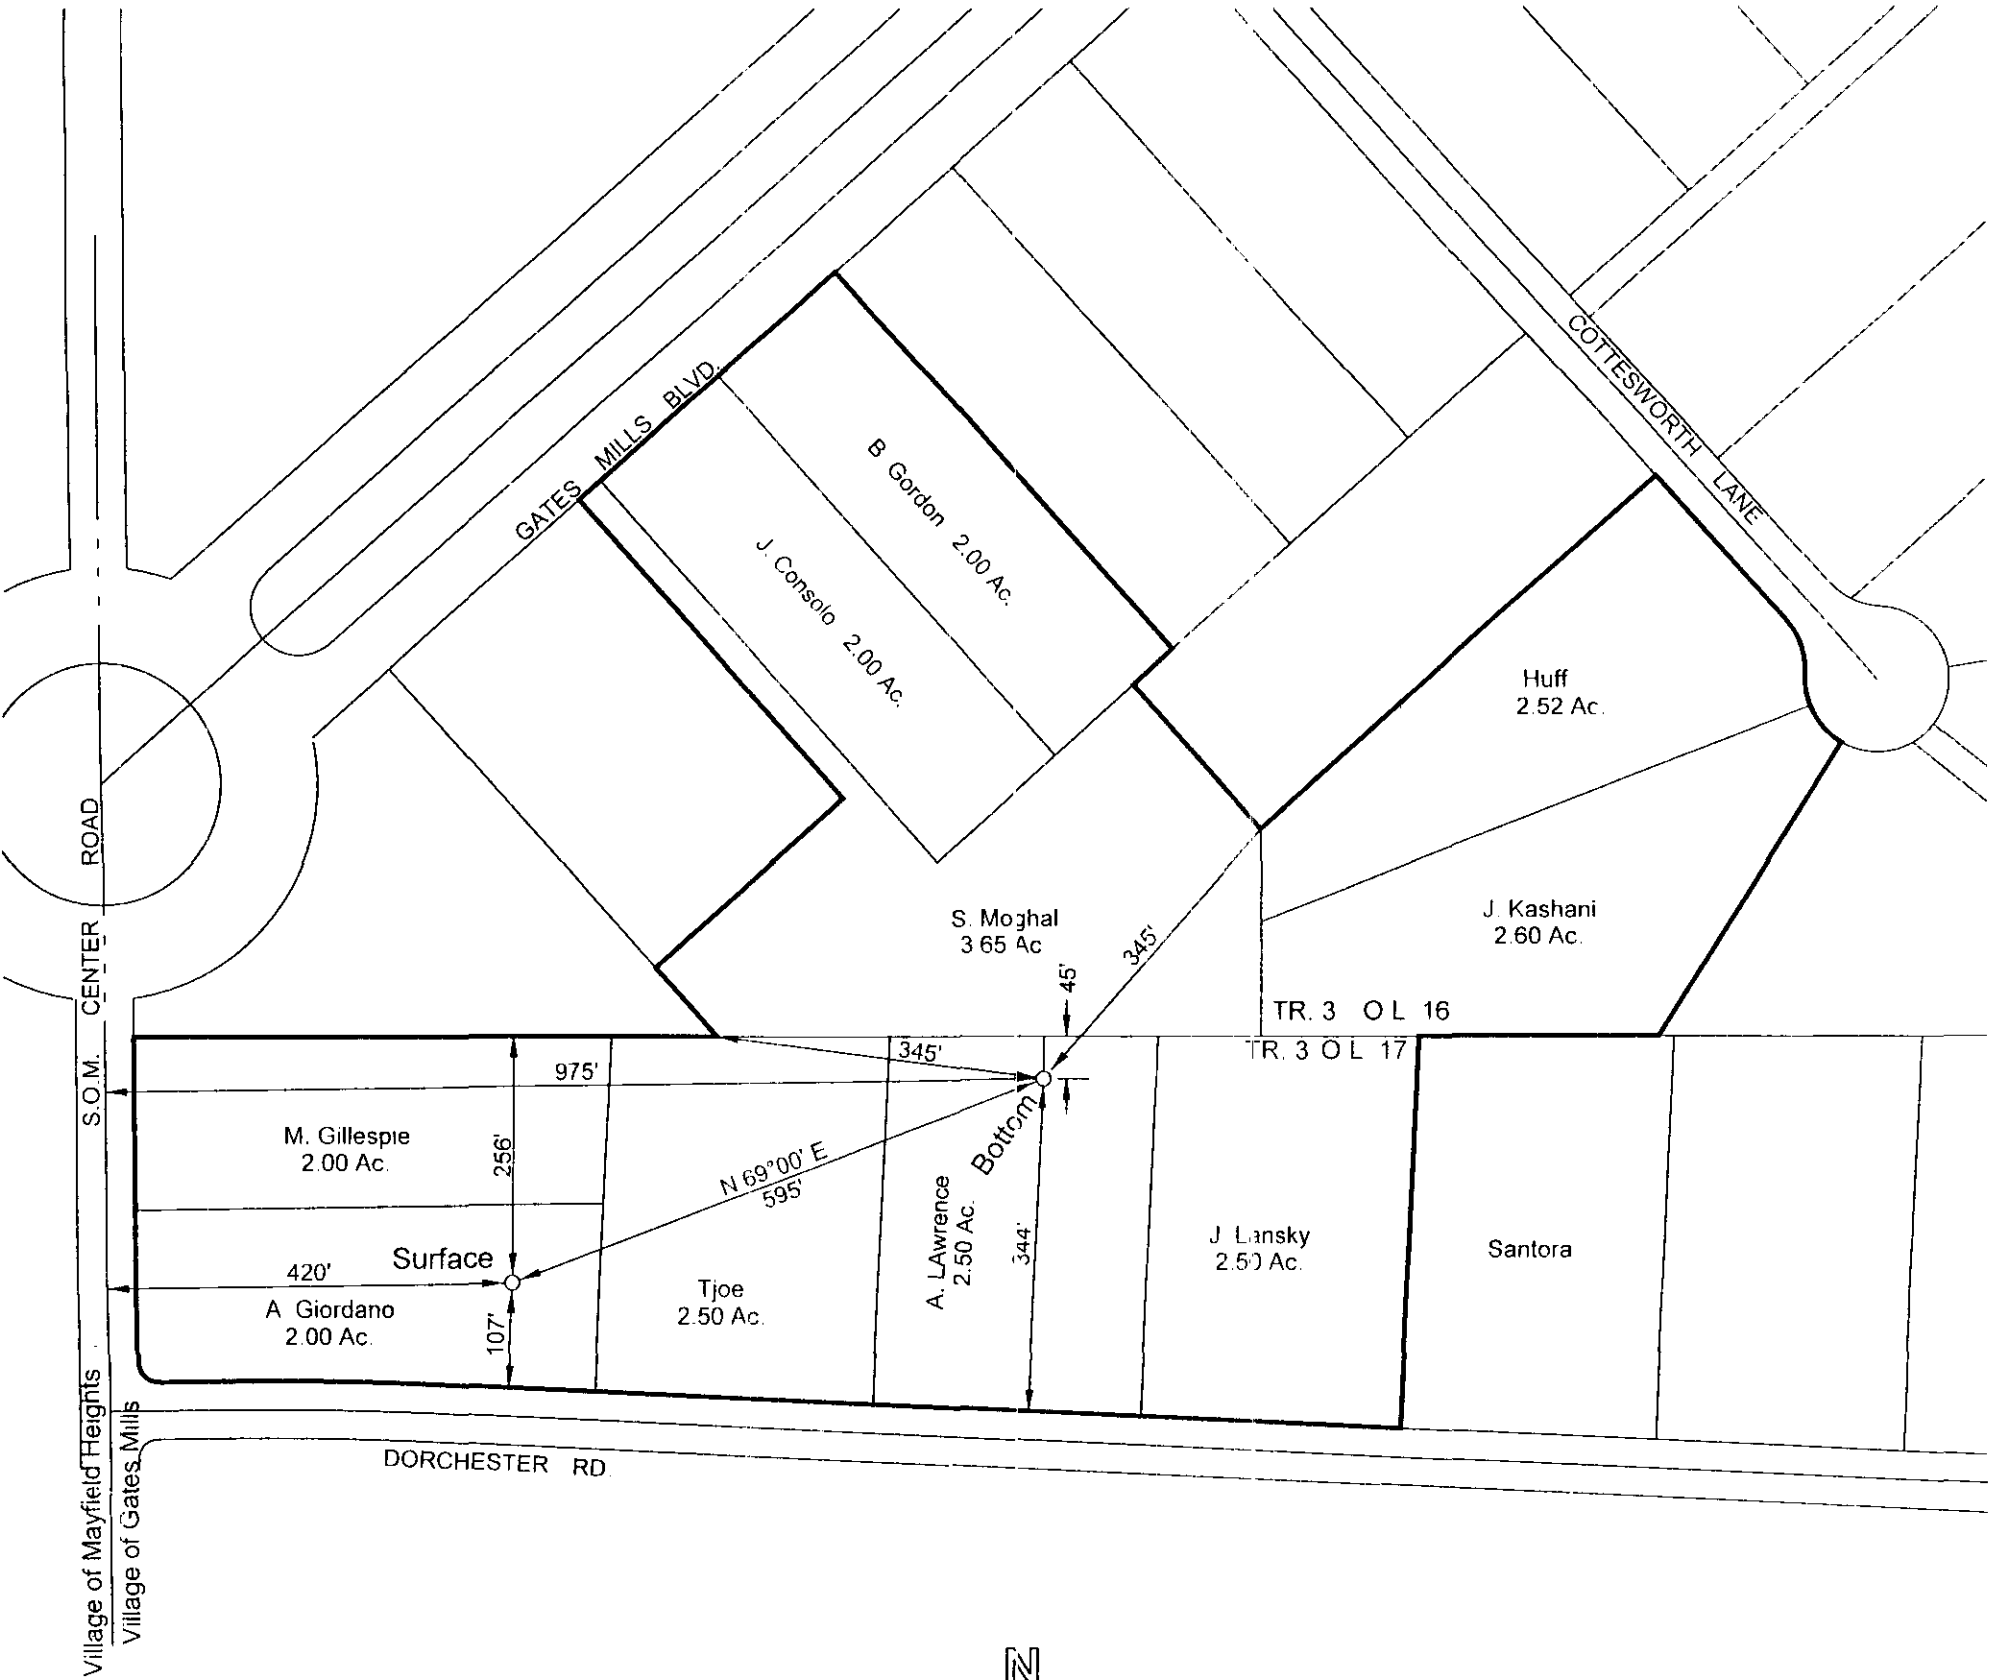 GATES MILLS BLVD.
COTTESWORTH LANE
B Gordon 2.00 Ac.
J. Consolo 2.00 Ac.
Huff
2.52 Ac.
S.O.M. CENTER ROAD
S. Moghal
3 65 Ac
J. Kashani
2.60 Ac.
345'
45'
TR. 3 O L 16
TR. 3 O L 17
345'
975'
M. Gillespie
2.00 Ac.
256'
Bottom
N 69°00' E
595'
A. LAwrence
2.50 Ac.
344'
J Lansky
2.50 Ac.
Santora
Surface
420'
A Giordano
2.00 Ac.
107'
Tjoe
2.50 Ac.
Village of Mayfield Heights
Village of Gates Mills
DORCHESTER RD.
N